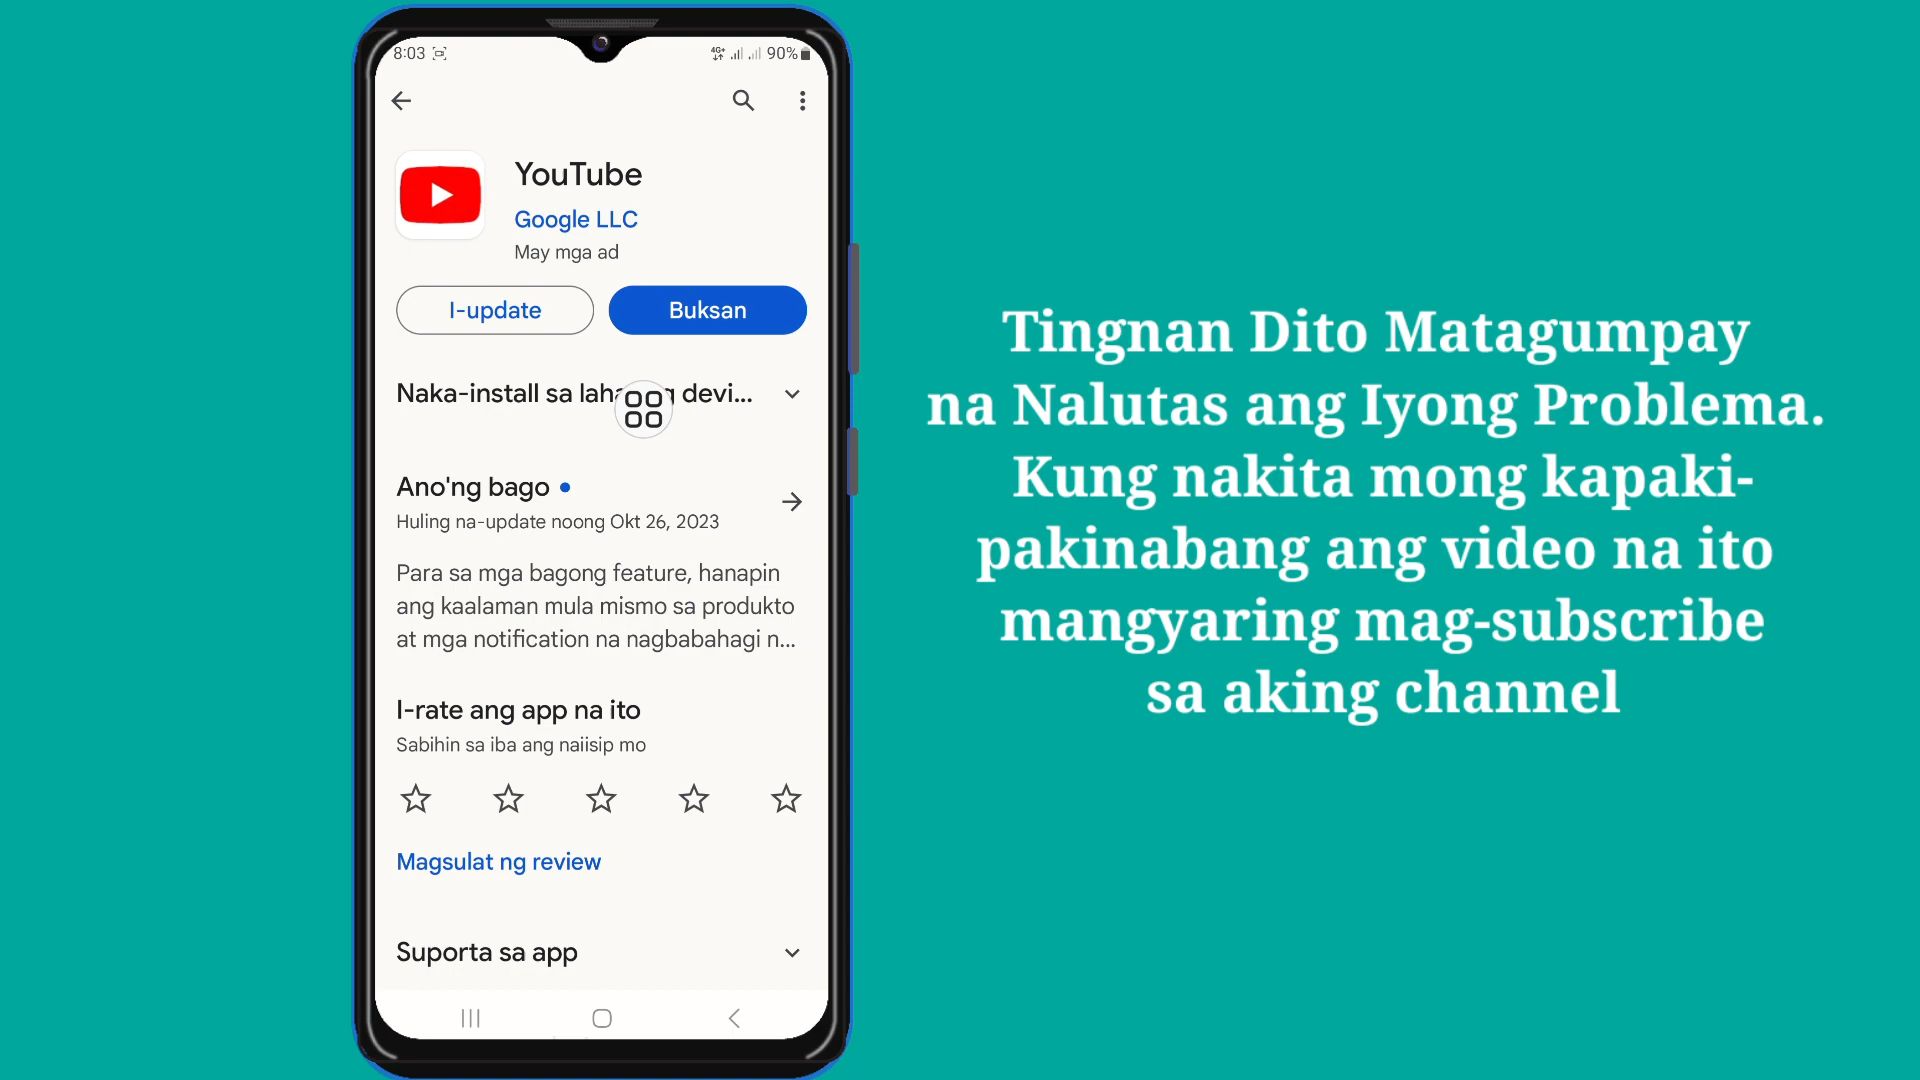 8:03
4G+ 90%
YouTube
Google LLC
May mga ad
I-update
Buksan
Naka-install sa devi...
Ano'ng bago
Huling na-update noong Okt 26, 2023
Para sa mga bagong feature, hanapin
ang kaalaman mula mismo sa produkto
at mga notification na nagbabahagi n...
I-rate ang app na ito
Sabihin sa iba ang naiisip mo
Magsulat ng review
Suporta sa app
Tingnan Dito Matagumpay
na Nalutas ang Iyong Problema.
Kung nakita mong kapaki-
pakinabang ang video na ito
mangyaring mag-subscribe
sa aking channel